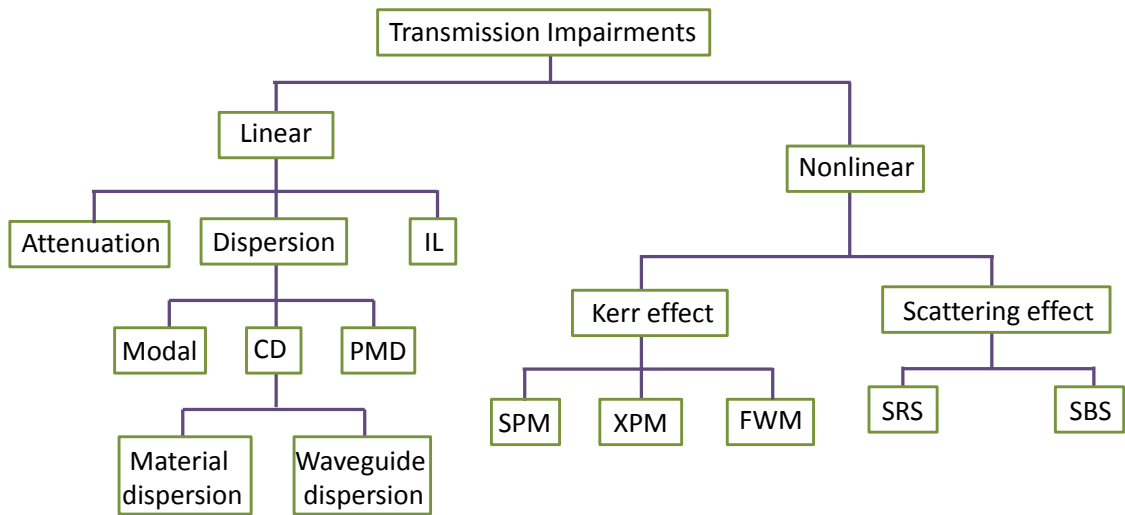 Transmission Impairments
Linear
Nonlinear
Attenuation
Dispersion
IL
Kerr effect
Scattering effect
Modal
CD
PMD
SPM
XPM
FWM
SRS
SBS
Material
dispersion
Waveguide
dispersion